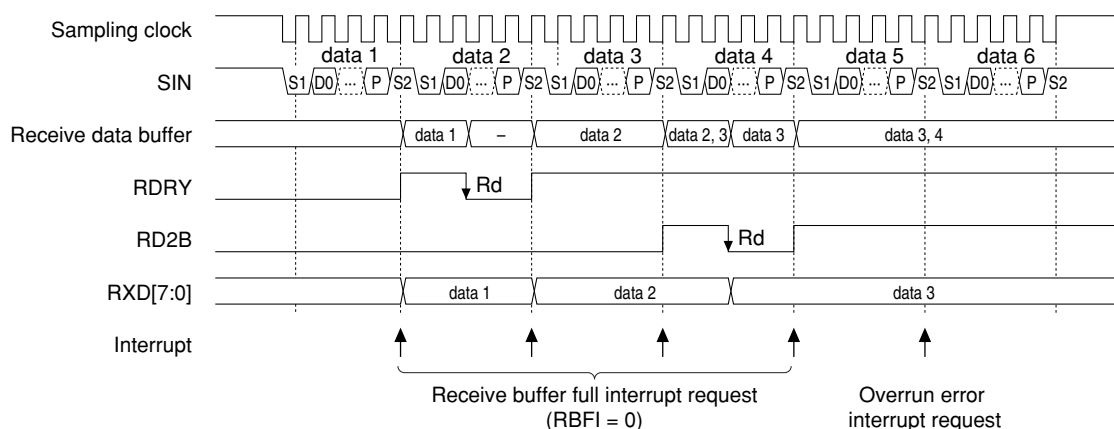 Sampling clock
data 1 data 2 data 3 data 4 data 5 data 6
SIN S1 D0 ... P S2 S1 D0 ... P S2 S1 D0 ... P S2 S1 D0 ... P S2 S1 D0 ... P S2 S1 D0 ... P S2
Receive data buffer data 1 – data 2 data 2, 3 data 3 data 3, 4
RDRY Rd
RD2B Rd
RXD[7:0] data 1 data 2 data 3
Interrupt
Receive buffer full interrupt request
(RBFI = 0)
Overrun error
interrupt request